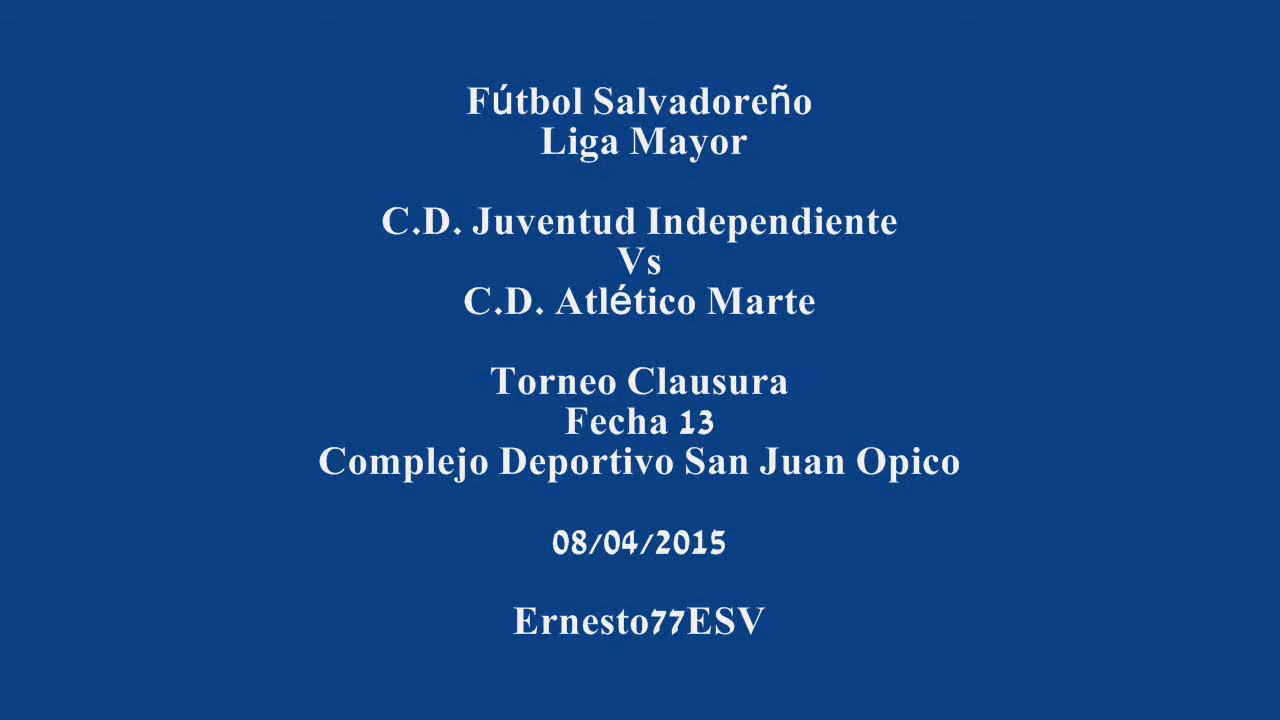 Fútbol Salvadoreño
Liga Mayor
C.D. Juventud Independiente
Vs
C.D. Atlético Marte
Torneo Clausura
Fecha 13
Complejo Deportivo San Juan Opico
08/04/2015
Ernesto77ESV